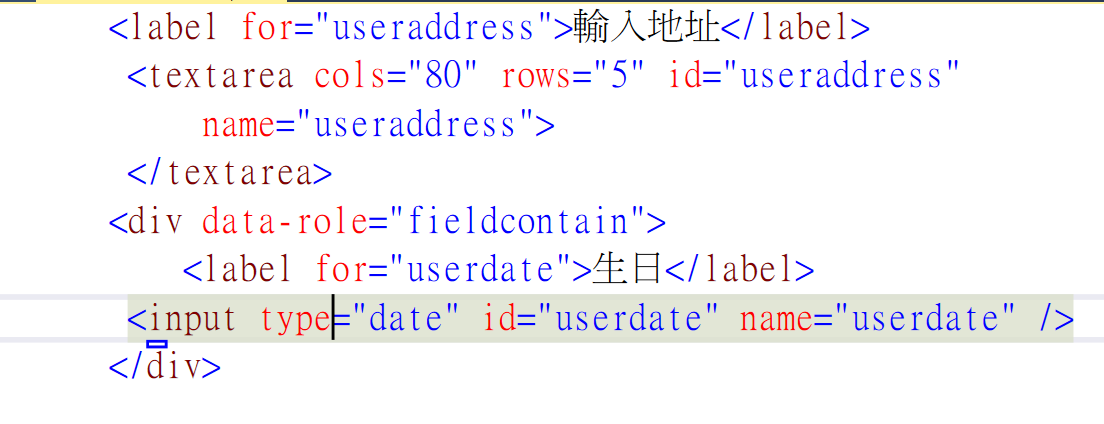 <label for="useraddress">輸入地址</label>
<textarea cols="80" rows="5" id="useraddress"
name="useraddress">
</textarea>
<div data-role="fieldcontain">
<label for="userdate">生日</label>
<input type="date" id="userdate" name="userdate" />
</div>